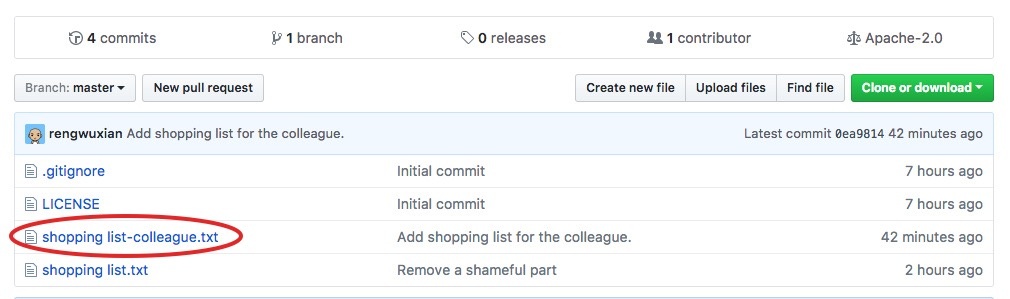 4 commits 1 branch 0 releases 1 contributor Apache-2.0
Branch: master New pull request Create new file Upload files Find file Clone or download
rengwuxian Add shopping list for the colleague. Latest commit 0ea9814 42 minutes ago
.gitignore Initial commit 7 hours ago
LICENSE Initial commit 7 hours ago
shopping list-colleague.txt Add shopping list for the colleague. 42 minutes ago
shopping list.txt Remove a shameful part 2 hours ago